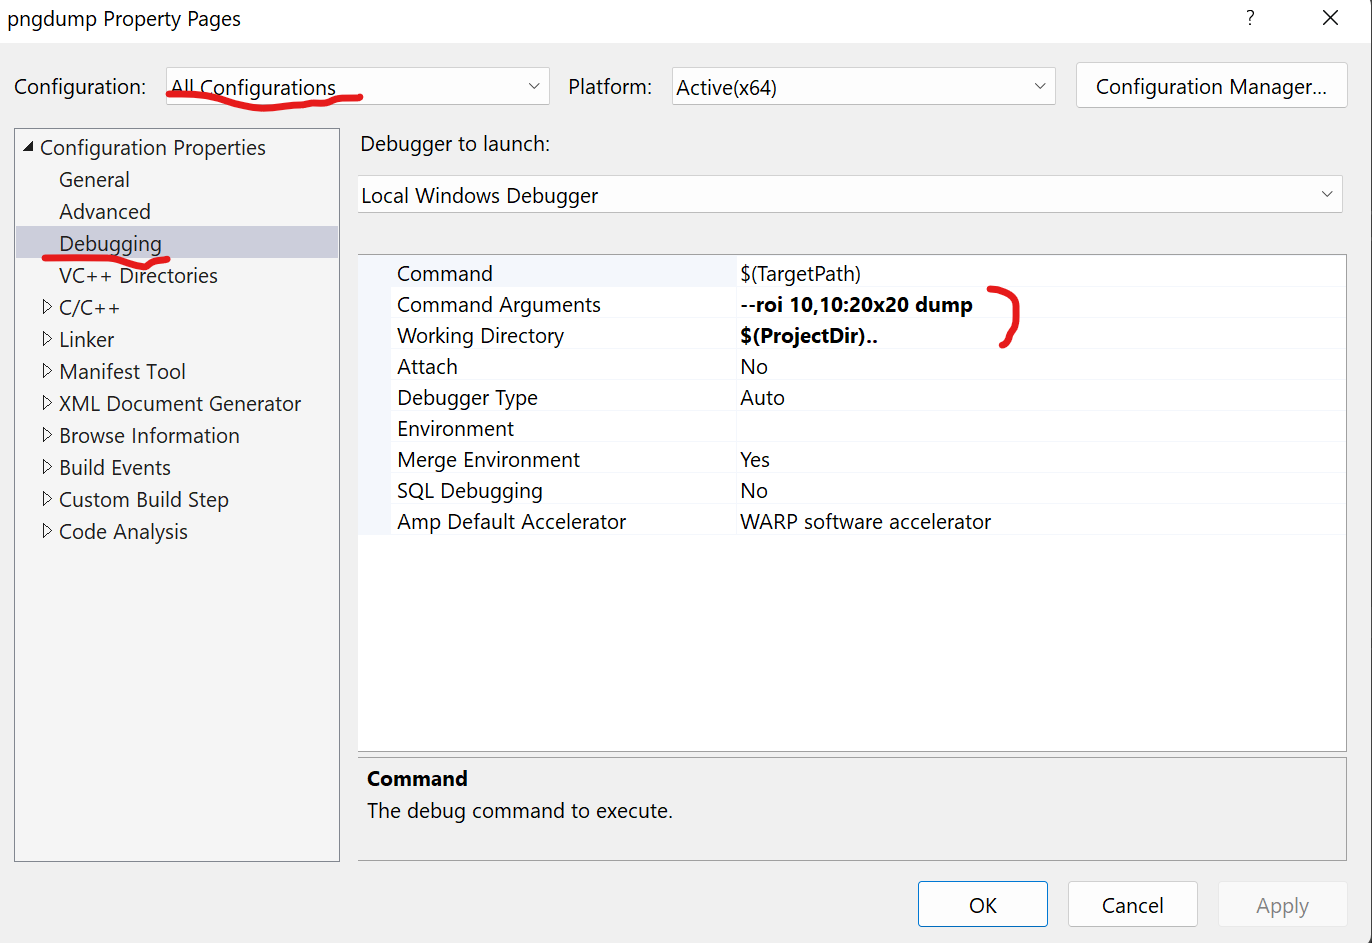 pngdump Property Pages
?
Configuration: All Configurations Platform: Active(x64) Configuration Manager...
Configuration Properties
General
Advanced
Debugging
VC++ Directories
C/C++
Linker
Manifest Tool
XML Document Generator
Browse Information
Build Events
Custom Build Step
Code Analysis
Debugger to launch:
Local Windows Debugger
Command $(TargetPath)
Command Arguments --roi 10,10:20x20 dump
Working Directory $(ProjectDir)..
Attach No
Debugger Type Auto
Environment
Merge Environment Yes
SQL Debugging No
Amp Default Accelerator WARP software accelerator
Command
The debug command to execute.
OK Cancel Apply